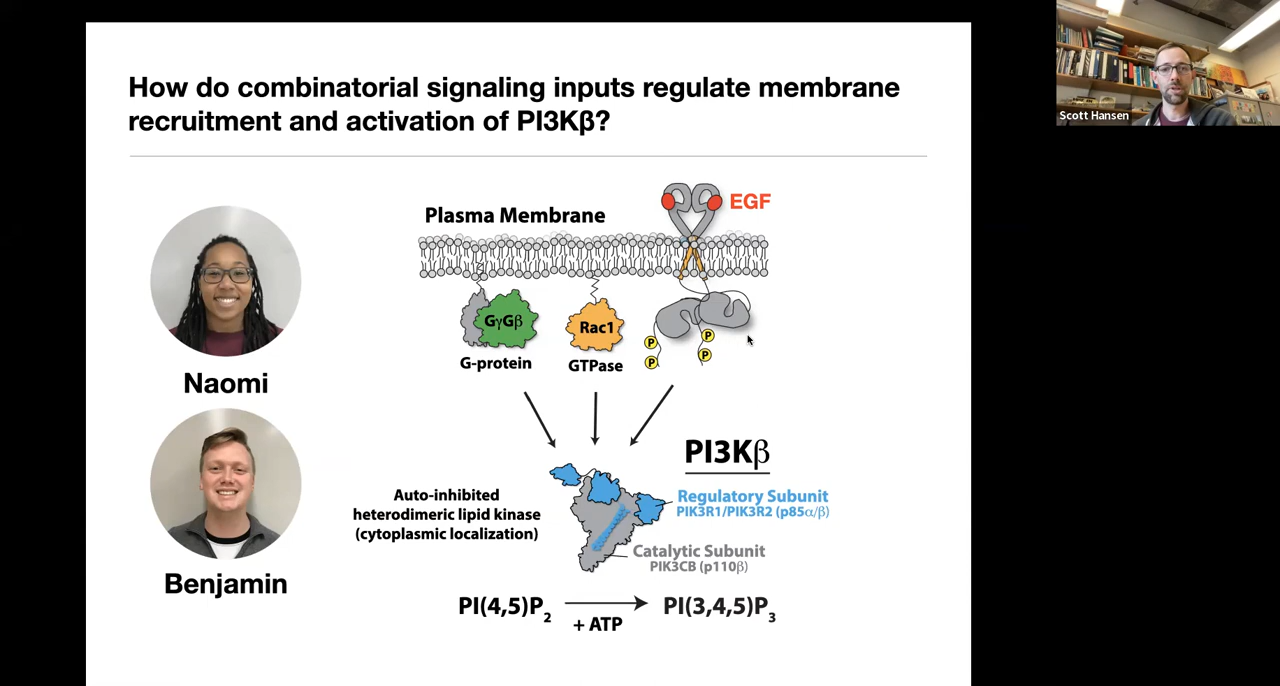 How do combinatorial signaling inputs regulate membrane
recruitment and activation of PI3Kβ?
Scott Hansen
EGF
Plasma Membrane
GγGβ
Rac1
P
P
P
P
G-protein
GTPase
Naomi
PI3Kβ
Auto-inhibited
heterodimeric lipid kinase
(cytoplasmic localization)
Regulatory Subunit
PIK3R1/PIK3R2 (p85α/β)
Catalytic Subunit
PIK3CB (p110β)
Benjamin
PI(4,5)P2
+ ATP
PI(3,4,5)P3